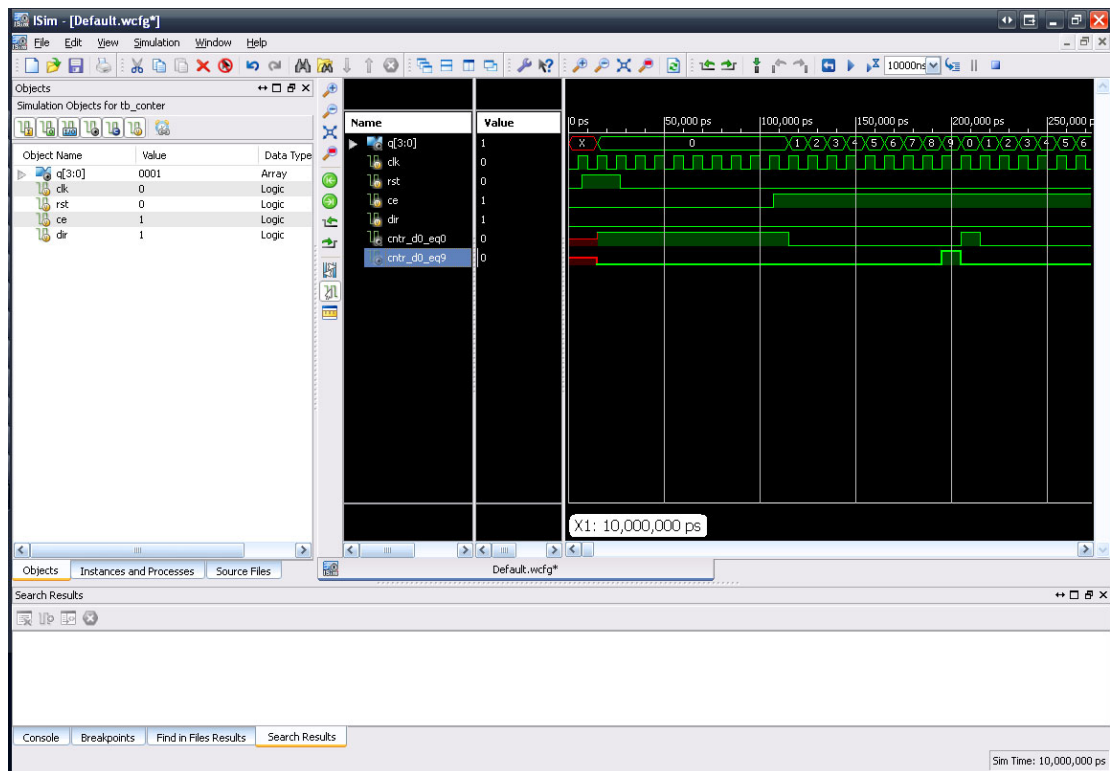 ISim - [Default.wcfg*]
File Edit View Simulation Window Help
10000ns
Objects
Simulation Objects for tb_conter
Object Name Value Data Type
q[3:0] 0001 Array
clk 0 Logic
rst 0 Logic
ce 1 Logic
dir 1 Logic
Name Value
q[3:0] 1
clk 0
rst 0
ce 1
dir 1
cntr_d0_eq0 0
cntr_d0_eq9 0
0 ps 50,000 ps 100,000 ps 150,000 ps 200,000 ps 250,000 p
X 0 1 2 3 4 5 6 7 8 9 0 1 2 3 4 5 6
X1: 10,000,000 ps
Objects Instances and Processes Source Files
Default.wcfg*
Search Results
Console Breakpoints Find in Files Results Search Results
Sim Time: 10,000,000 ps